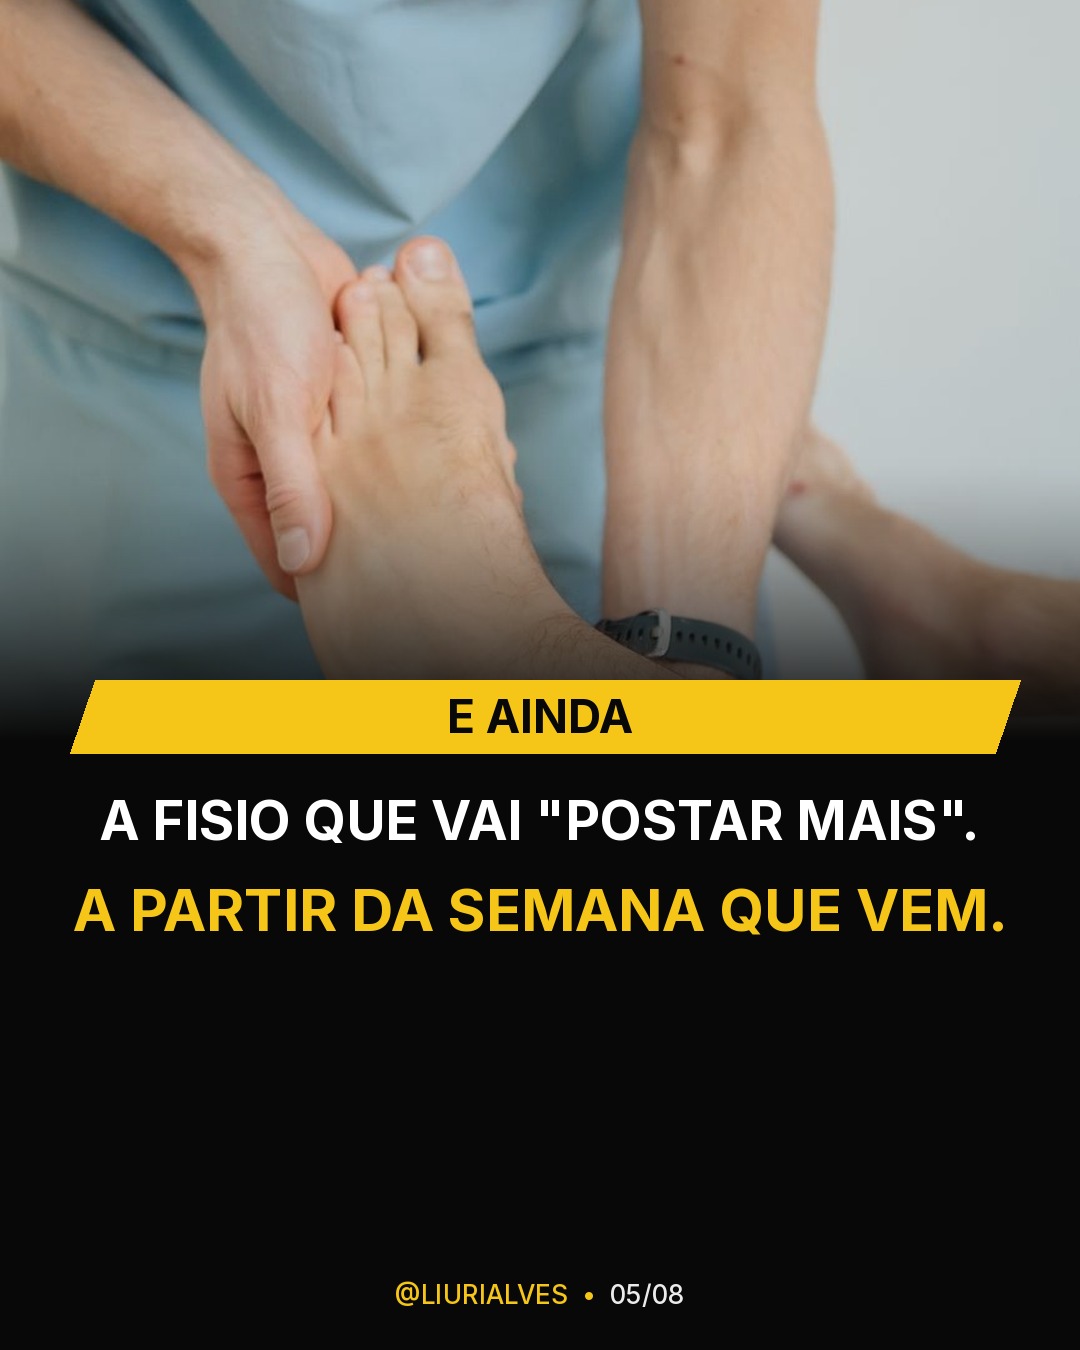 E AINDA
A FISIO QUE VAI "POSTAR MAIS".
A PARTIR DA SEMANA QUE VEM.
@LIURIALVES • 05/08